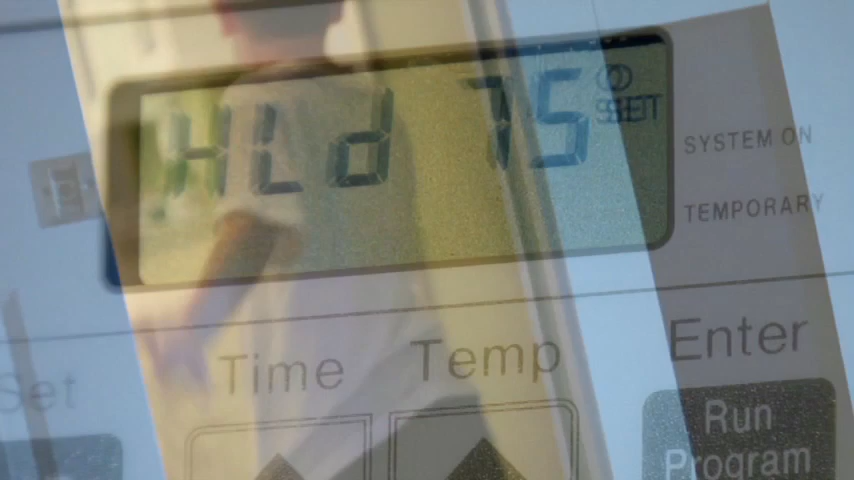 HLd 75
SET
SYSTEM ON
TEMPORARY
Set
Time
Temp
Enter
Run
Program